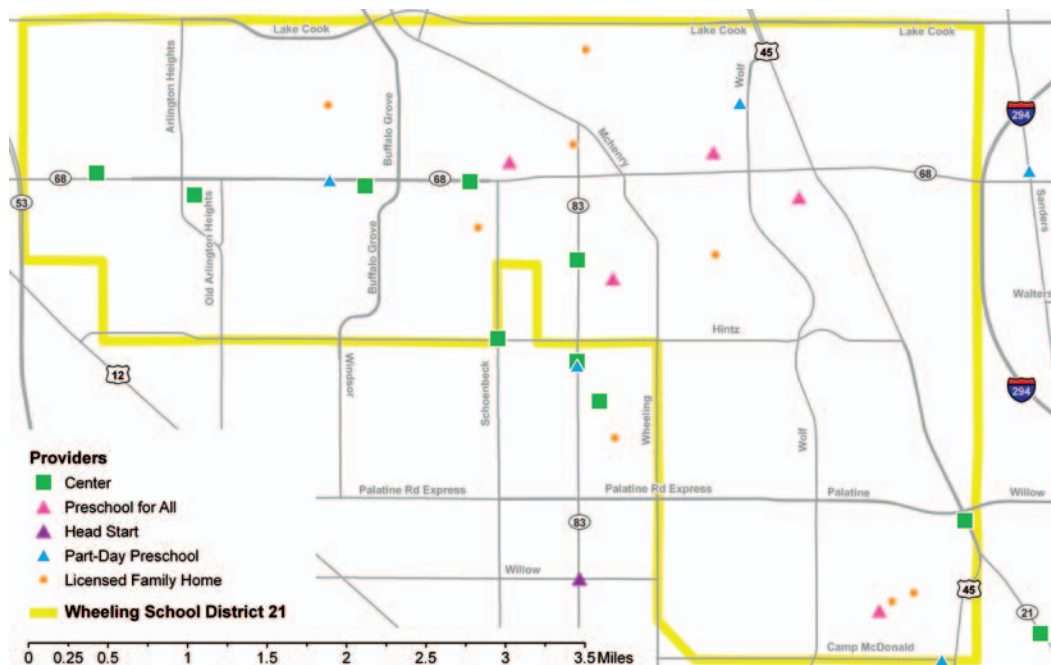 Lake Cook
Lake Cook
Lake Cook
45
Arlington Heights
Buffalo Grove
Mchenry
Wolf
294
68
68
68
53
83
Sanders
Old Arlington Heights
Buffalo Grove
Walters
Hintz
12
Windsor
Schoenbeck
Wheeling
Wolf
294
Palatine Rd Express
Palatine Rd Express
Palatine
Willow
83
Willow
45
21
Camp McDonald
Providers
Center
Preschool for All
Head Start
Part-Day Preschool
Licensed Family Home
Wheeling School District 21
0 0.25 0.5 1 1.5 2 2.5 3 3.5 Miles